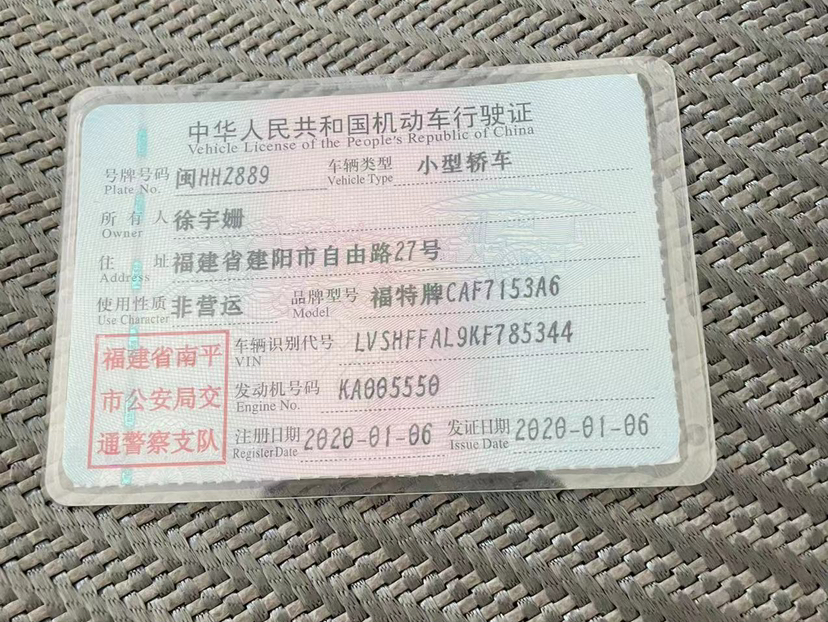 中华人民共和国机动车行驶证
Vehicle License of the People's Republic of China
号牌号码 闽HHZ889 车辆类型 小型轿车
Plate No. Vehicle Type
所有人 徐宇姗
Owner
住址 福建省建阳市自由路27号
Address
使用性质 非营运 品牌型号 福特牌CAF7153A6
Use Character Model
福建省南平 车辆识别代号 LVSHFFAL9KF785344
VIN
市公安局交 发动机号码 KA005550
Engine No.
通警察支队 注册日期 2020-01-06 发证日期 2020-01-06
Register Date Issue Date